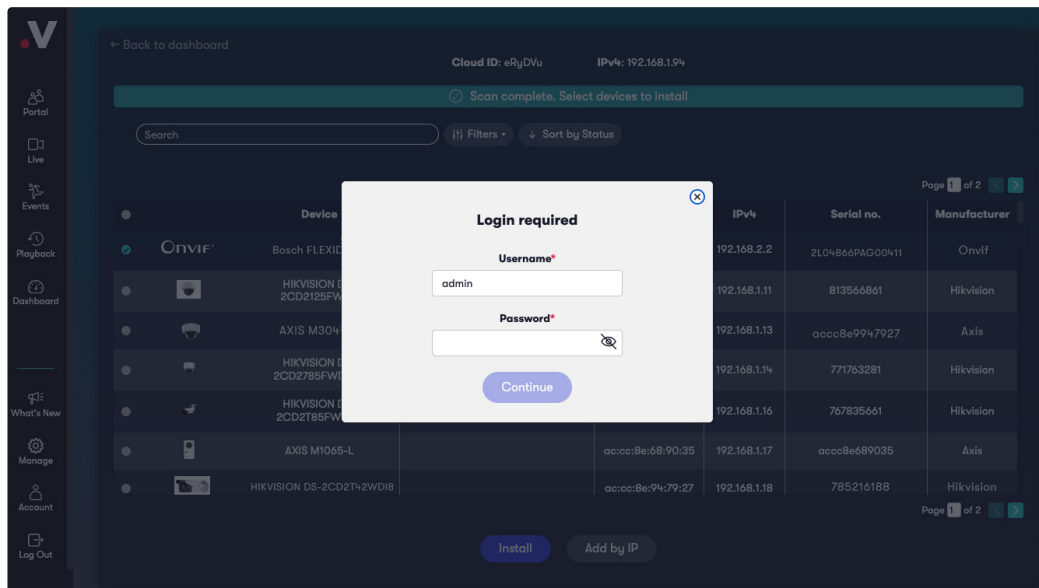 V
← Back to dashboard
Cloud ID: eRyDVu IPv4: 192.168.1.94
Scan complete. Select devices to install
Search Filters Sort by Status
Portal
Live
Events
Playback
Dashboard
What's New
Manage
Account
Log Out
Page 1 of 2
Device IPv4 Serial no. Manufacturer
ONVIF Bosch FLEXID 192.168.2.2 2L04866PAG00411 Onvif
HIKVISION D
2CD2125FW 192.168.1.11 813566861 Hikvision
AXIS M304 192.168.1.13 accc8e9947927 Axis
HIKVISION D
2CD2785FW 192.168.1.14 771763281 Hikvision
HIKVISION D
2CD2T85FW 192.168.1.16 767835661 Hikvision
AXIS M1065-L ac:cc:8e:68:90:35 192.168.1.17 accc8e689035 Axis
HIKVISION DS-2CD2T42WDI8 ac:cc:8e:94:79:27 192.168.1.18 785216188 Hikvision
Page 1 of 2
Install Add by IP
Login required
Username*
admin
Password*
Continue